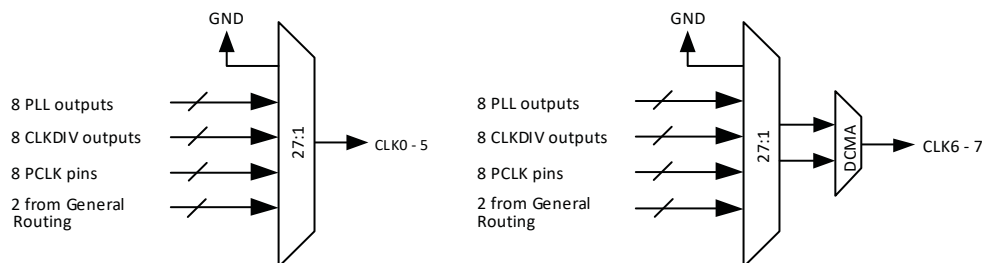 GND
8 PLL outputs
8 CLKDIV outputs
8 PCLK pins
2 from General
Routing
27:1
CLK0 - 5
GND
8 PLL outputs
8 CLKDIV outputs
8 PCLK pins
2 from General
Routing
27:1
DCMA
CLK6 - 7